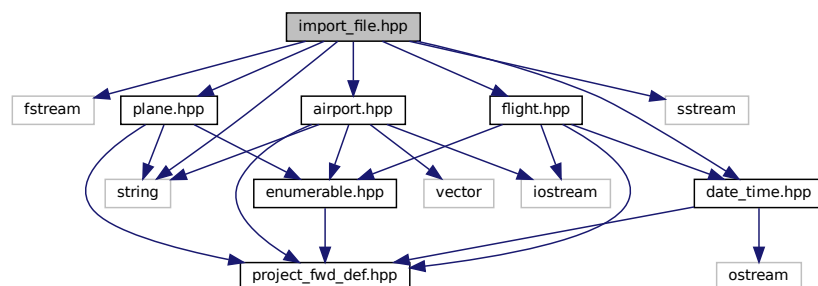 import_file.hpp
fstream
plane.hpp
airport.hpp
flight.hpp
sstream
string
enumerable.hpp
vector
iostream
date_time.hpp
project_fwd_def.hpp
ostream